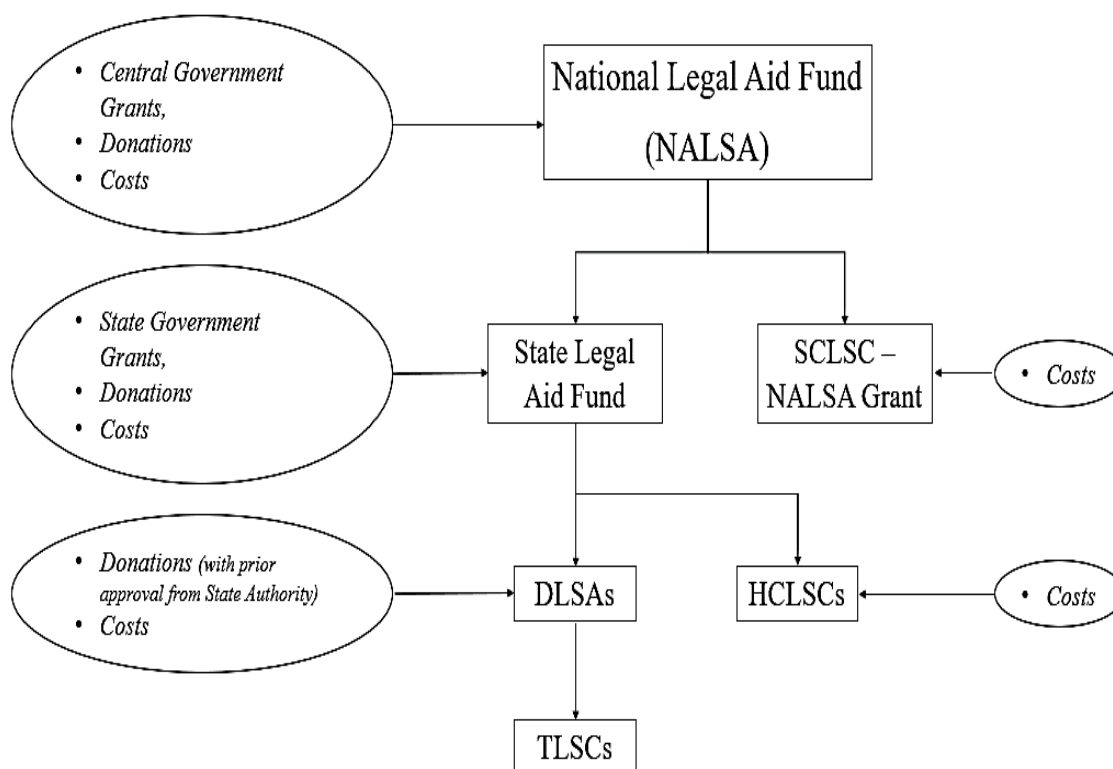 • Central Government
Grants,
• Donations
• Costs
National Legal Aid Fund
(NALSA)
• State Government
Grants,
• Donations
• Costs
State Legal
Aid Fund
SCLSC –
NALSA Grant
• Costs
• Donations (with prior
approval from State Authority)
• Costs
DLSAs
HCLSCs
• Costs
TLSCs